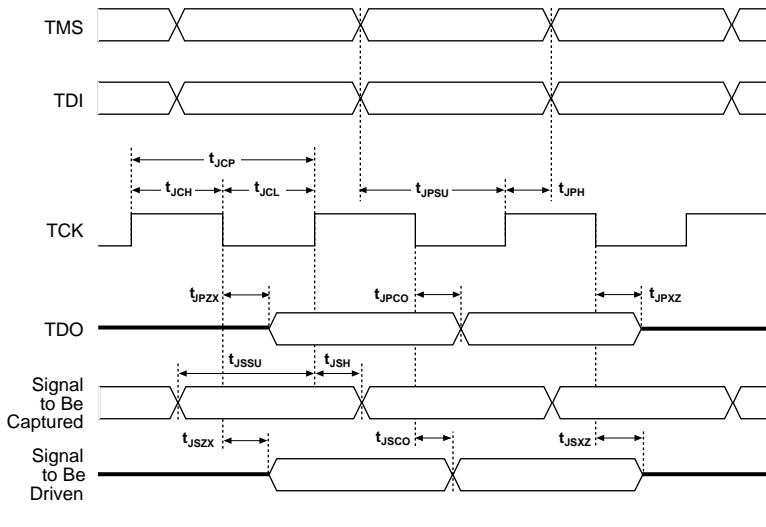 TMS
TDI
tJCP
tJCH
tJCL
tJPSU
tJPH
TCK
tJPZX
tJPCO
tJPXZ
TDO
tJSSU
tJSH
Signal
to Be
Captured
tJSZX
tJSCO
tJSXZ
Signal
to Be
Driven